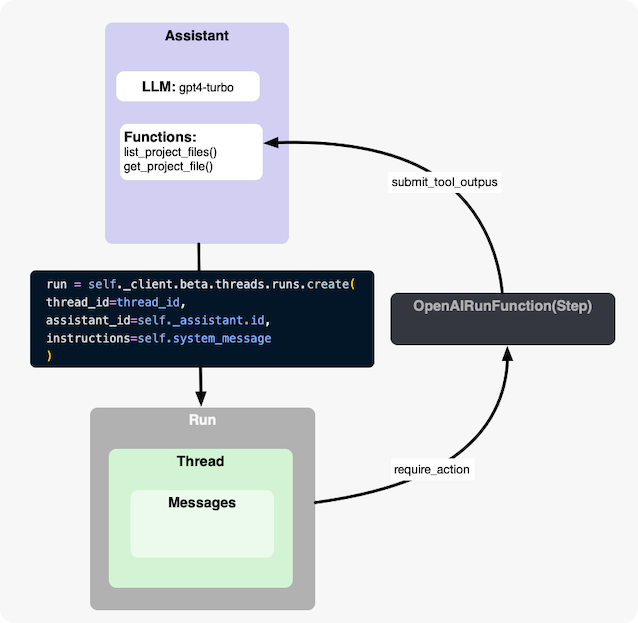 Assistant
LLM: gpt4-turbo
Functions:
list_project_files()
get_project_file()
submit_tool_outpus
run = self._client.beta.threads.runs.create(
thread_id=thread_id,
assistant_id=self._assistant.id,
instructions=self.system_message
)
OpenAIRunFunction(Step)
Run
Thread
Messages
require_action